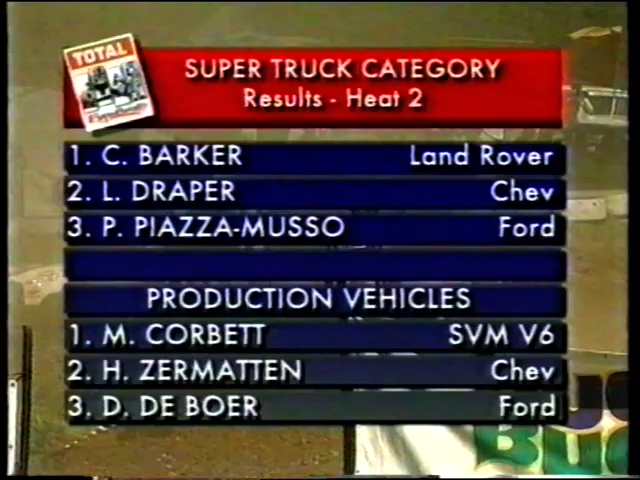 TOTAL
SUPER TRUCK CATEGORY
Results - Heat 2
1. C. BARKER Land Rover
2. L. DRAPER Chev
3. P. PIAZZA-MUSSO Ford
PRODUCTION VEHICLES
1. M. CORBETT SVM V6
2. H. ZERMATTEN Chev
3. D. DE BOER Ford